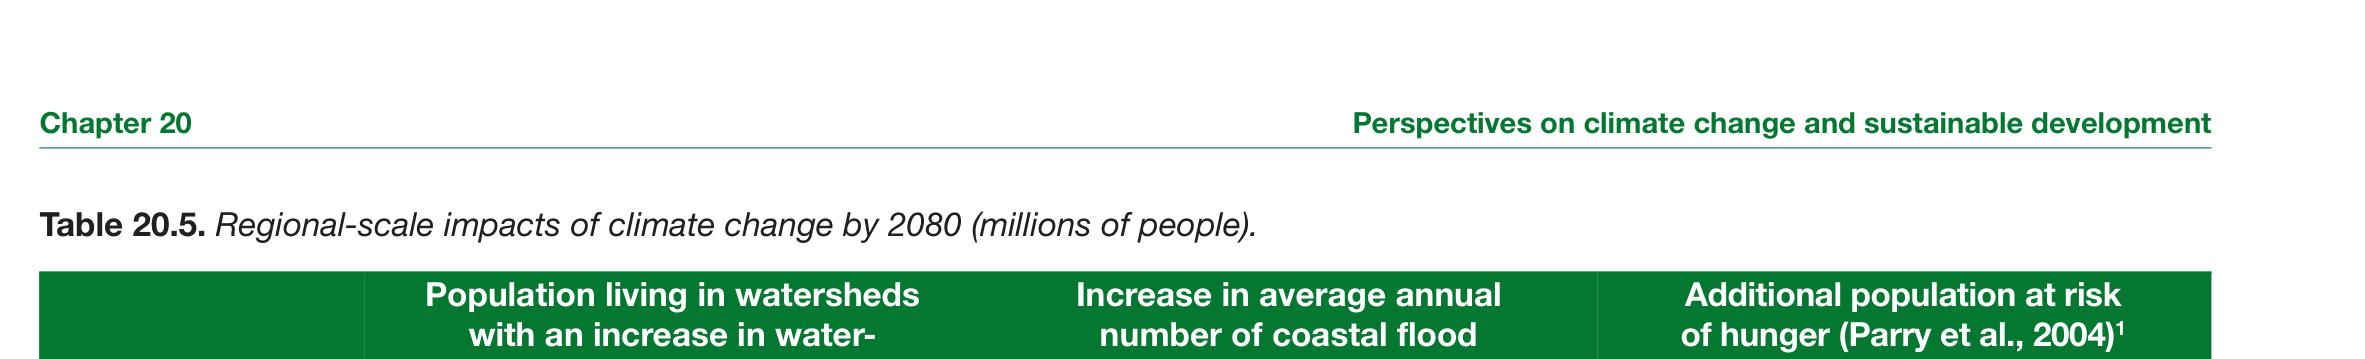 Chapter 20
Perspectives on climate change and sustainable development
Table 20.5. Regional-scale impacts of climate change by 2080 (millions of people).
Population living in watersheds
with an increase in water-
Increase in average annual
number of coastal flood
Additional population at risk
of hunger (Parry et al., 2004)¹